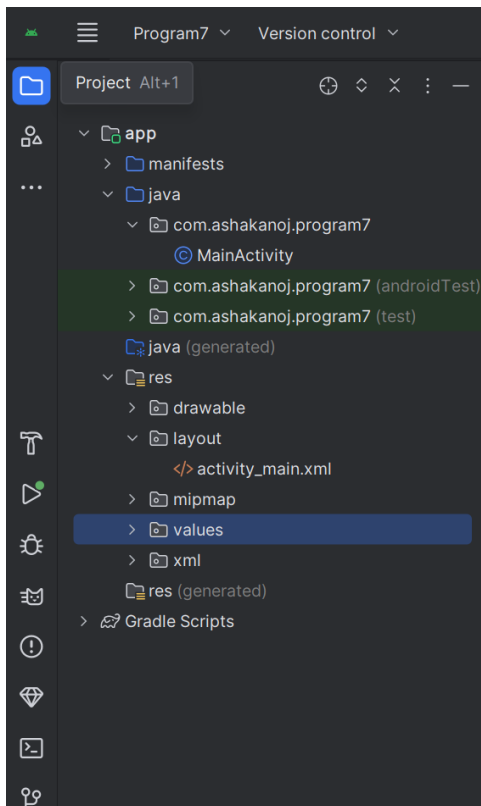 Program7 Version control
Project Alt+1
app
manifests
java
com.ashakanoj.program7
MainActivity
com.ashakanoj.program7 (androidTest)
com.ashakanoj.program7 (test)
java (generated)
res
drawable
layout
activity_main.xml
mipmap
values
xml
res (generated)
Gradle Scripts